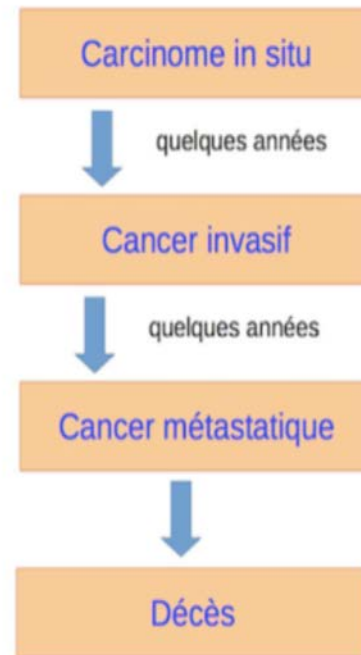 Carcinome in situ
quelques années
Cancer invasif
quelques années
Cancer métastatique
Décès